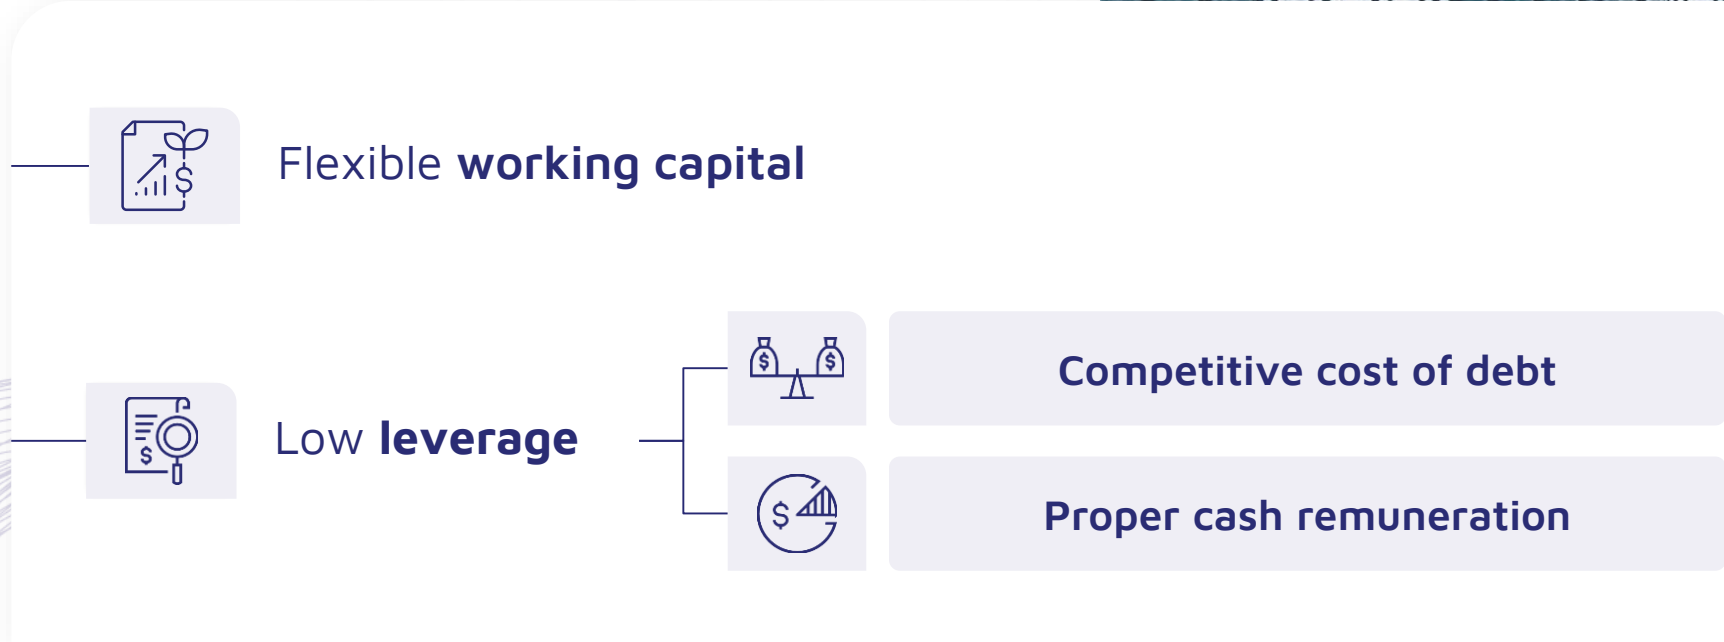 Flexible working capital
Low leverage
Competitive cost of debt
Proper cash remuneration